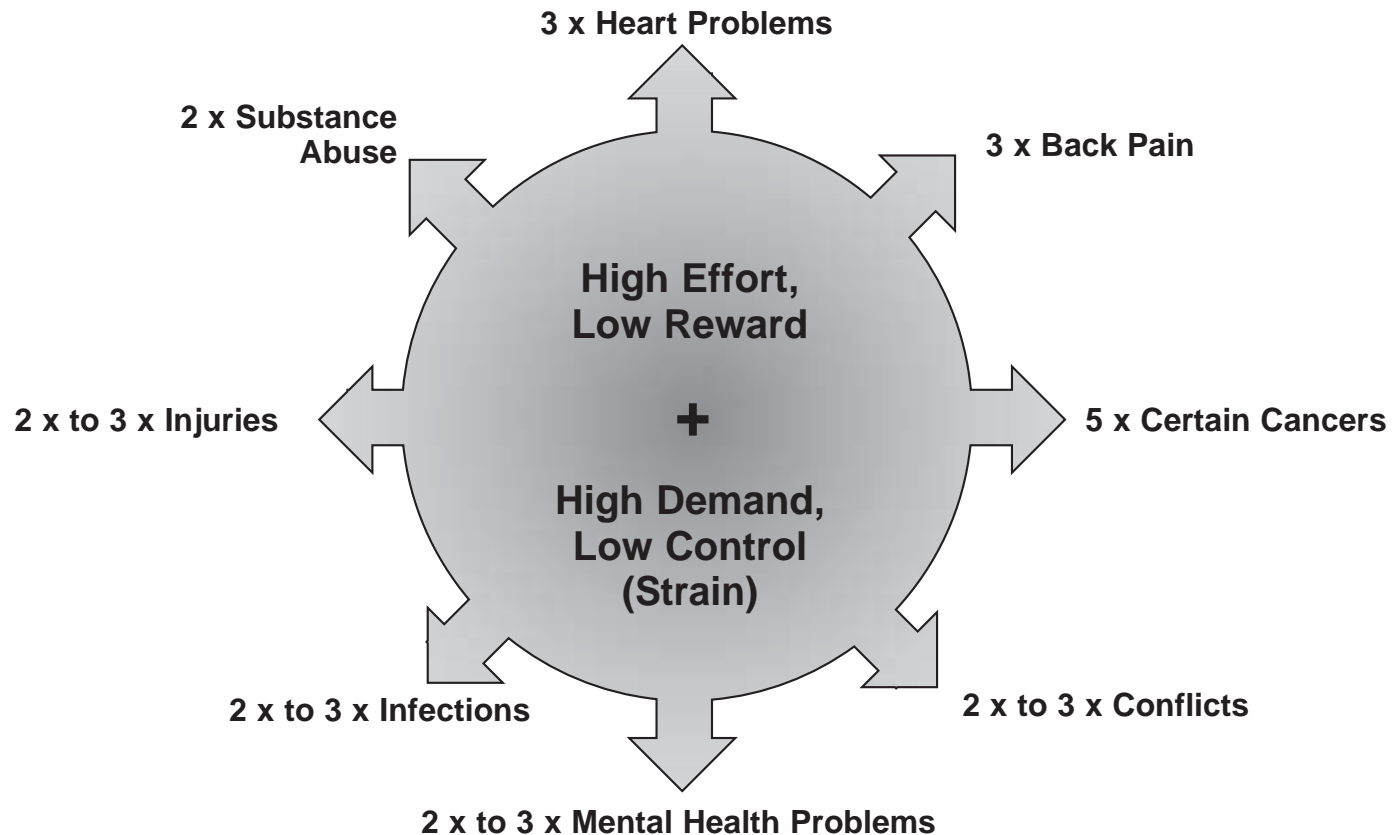 3 x Heart Problems
2 x Substance
Abuse
3 x Back Pain
High Effort,
Low Reward
+
2 x to 3 x Injuries
5 x Certain Cancers
High Demand,
Low Control
(Strain)
2 x to 3 x Infections
2 x to 3 x Conflicts
2 x to 3 x Mental Health Problems